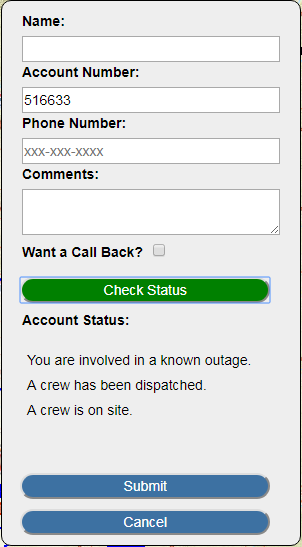 Name:
Account Number:
516633
Phone Number:
xxx-xxx-xxxx
Comments:
Want a Call Back?
Check Status
Account Status:
You are involved in a known outage.
A crew has been dispatched.
A crew is on site.
Submit
Cancel